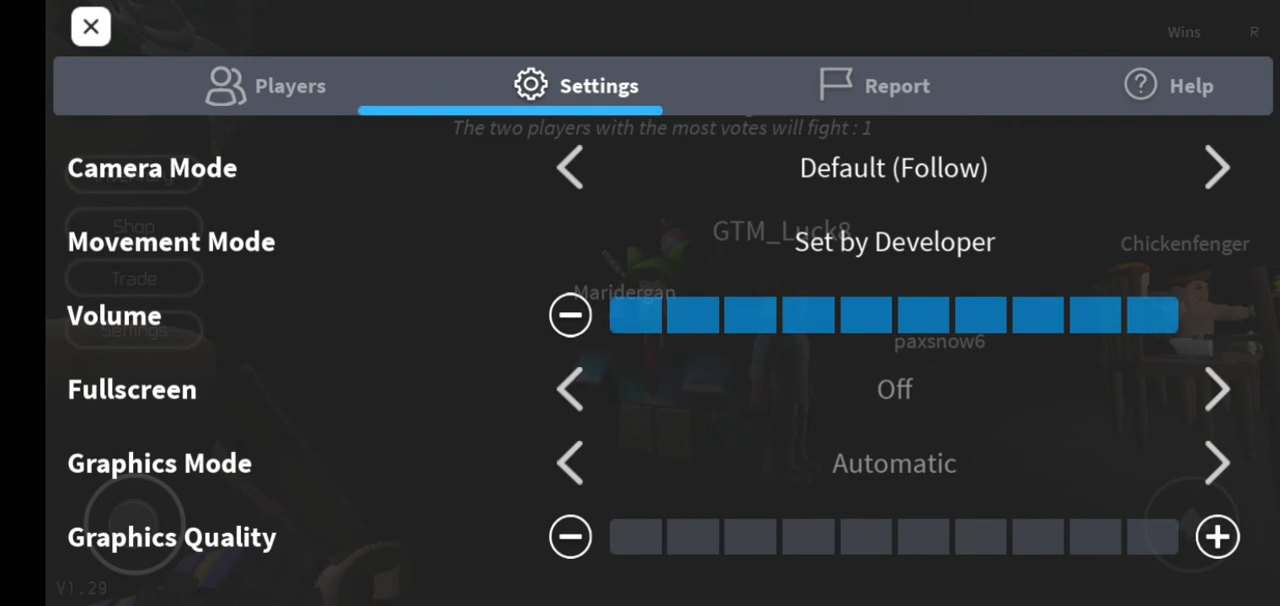 Wins R
Players Settings Report Help
The two players with the most votes will fight : 1
Camera Mode Default (Follow)
Shop
GTM_Luck8
Movement Mode Set by Developer
Chickenfenger
Trade
Maridergan
Volume
Settings
paxsnow6
Fullscreen Off
Graphics Mode Automatic
Graphics Quality
V1.29